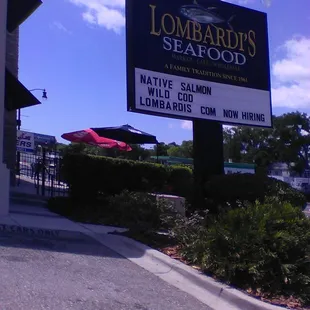 LOMBARDI'S
SEAFOOD
A FAMILY TRADITION SINCE 1961
NATIVE SALMON
WILD COD
LOMBARDIS COM NOW HIRING